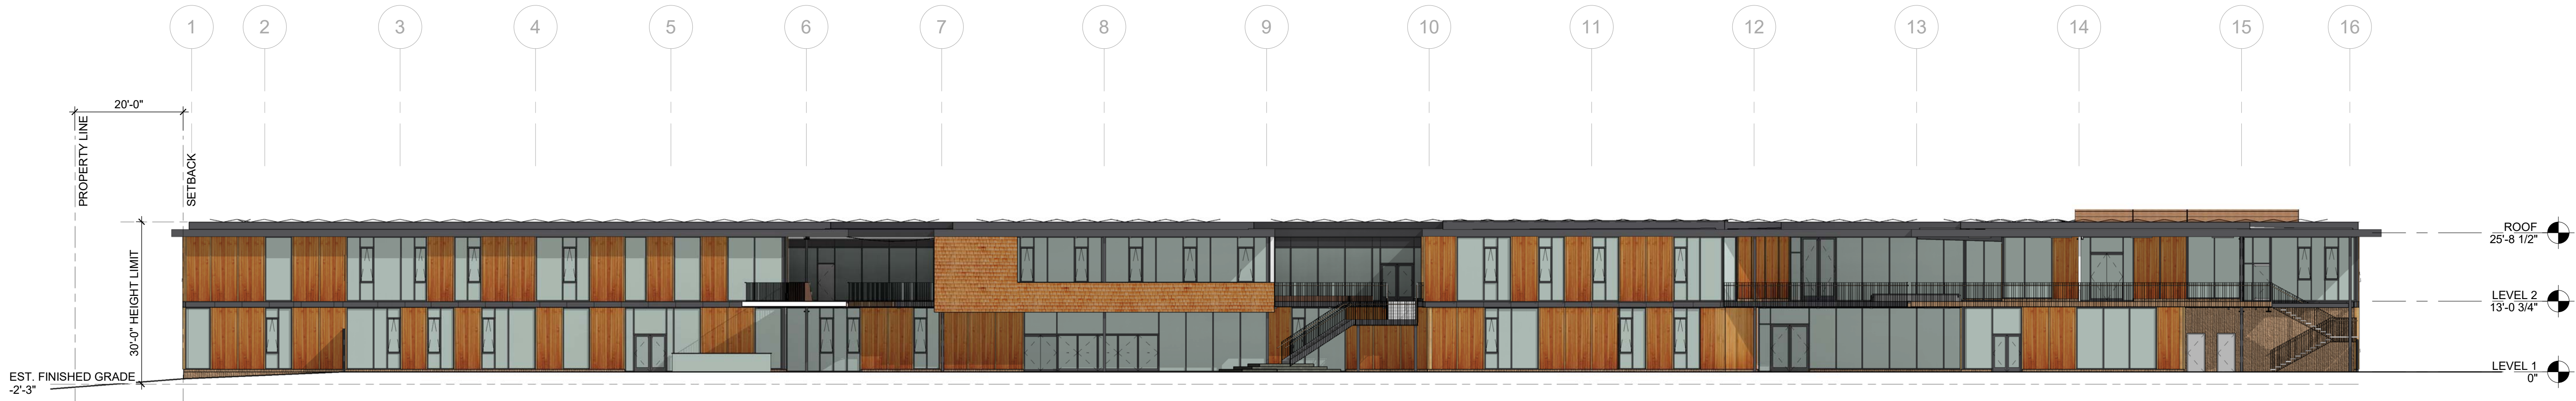 1 2 3 4 5 6 7 8 9 10 11 12 13 14 15 16
20'-0"
PROPERTY LINE
SETBACK
30'-0" HEIGHT LIMIT
EST. FINISHED GRADE
-2'-3"
ROOF
25'-8 1/2"
LEVEL 2
13'-0 3/4"
LEVEL 1
0"